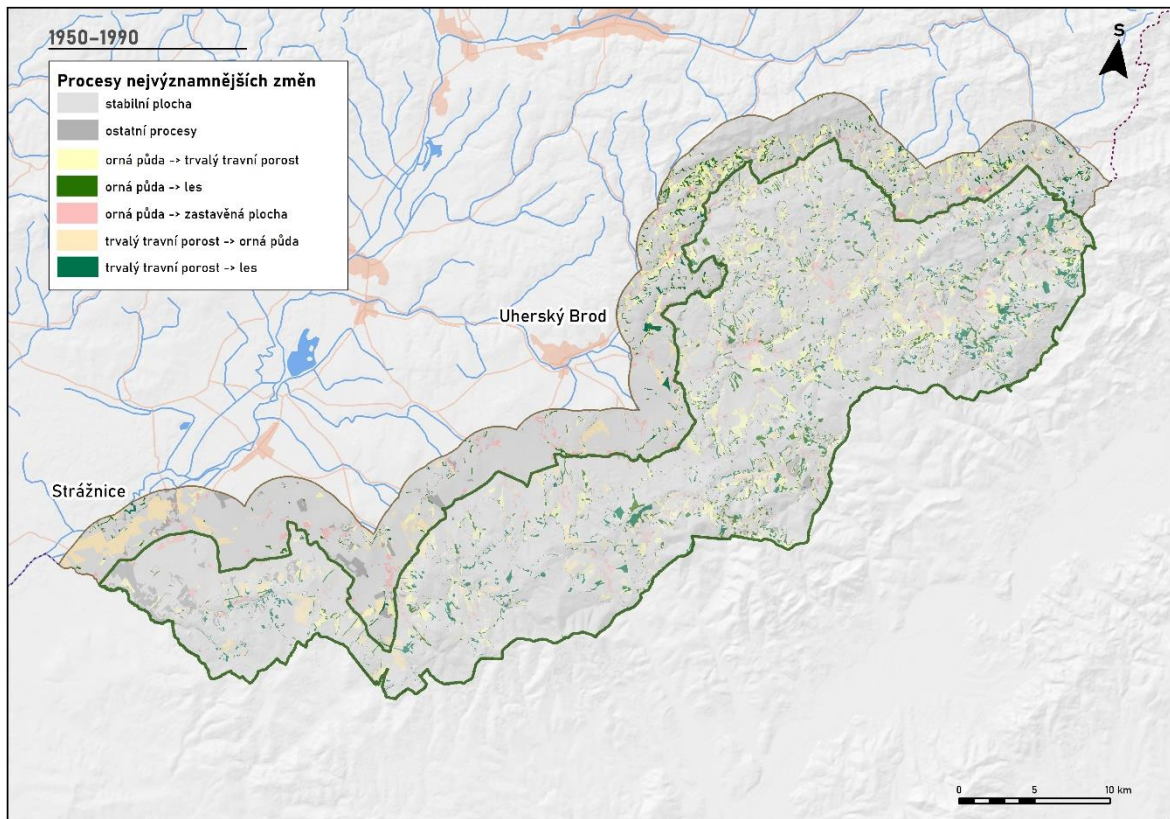 1950–1990
Procesy nejvýznamnějších změn
stabilní plocha
ostatní procesy
orná půda -> trvalý travní porost
orná půda -> les
orná půda -> zastavěná plocha
trvalý travní porost -> orná půda
trvalý travní porost -> les
S
Uherský Brod
Strážnice
0 5 10 km